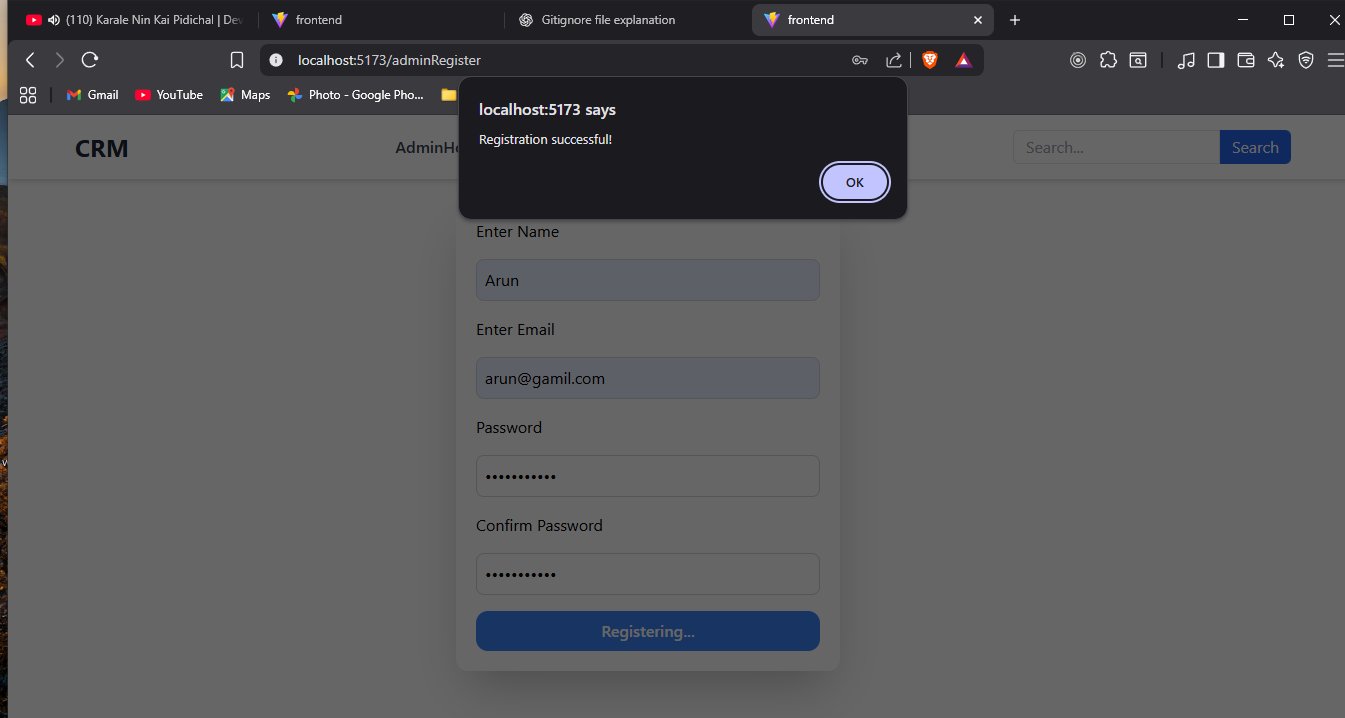 (110) Karale Nin Kai Pidichal | Dev
frontend
Gitignore file explanation
frontend
localhost:5173/adminRegister
Gmail
YouTube
Maps
Photo - Google Pho...
localhost:5173 says
Registration successful!
OK
CRM
AdminHo
Search...
Search
Enter Name
Arun
Enter Email
arun@gamil.com
Password
•••••••••••
Confirm Password
•••••••••••
Registering...